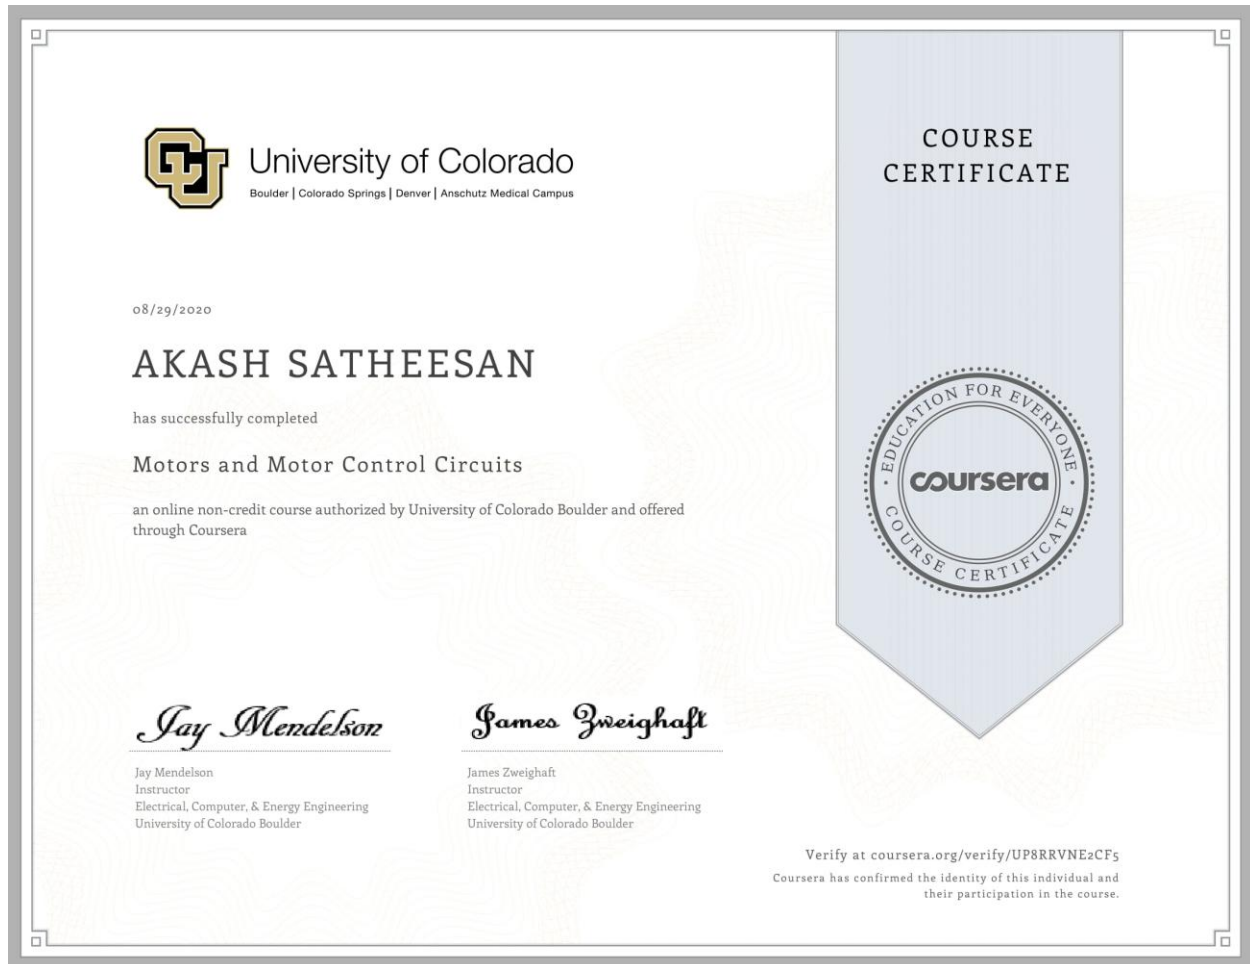 CU
University of Colorado
Boulder | Colorado Springs | Denver | Anschutz Medical Campus
COURSE
CERTIFICATE
08/29/2020
AKASH SATHEESAN
has successfully completed
Motors and Motor Control Circuits
an online non-credit course authorized by University of Colorado Boulder and offered
through Coursera
EDUCATION FOR EVERYONE
coursera
COURSE CERTIFICATE
Jay Mendelson
Jay Mendelson
Instructor
Electrical, Computer, & Energy Engineering
University of Colorado Boulder
James Zweighaft
James Zweighaft
Instructor
Electrical, Computer, & Energy Engineering
University of Colorado Boulder
Verify at coursera.org/verify/UP8RRVNE2CF5
Coursera has confirmed the identity of this individual and
their participation in the course.